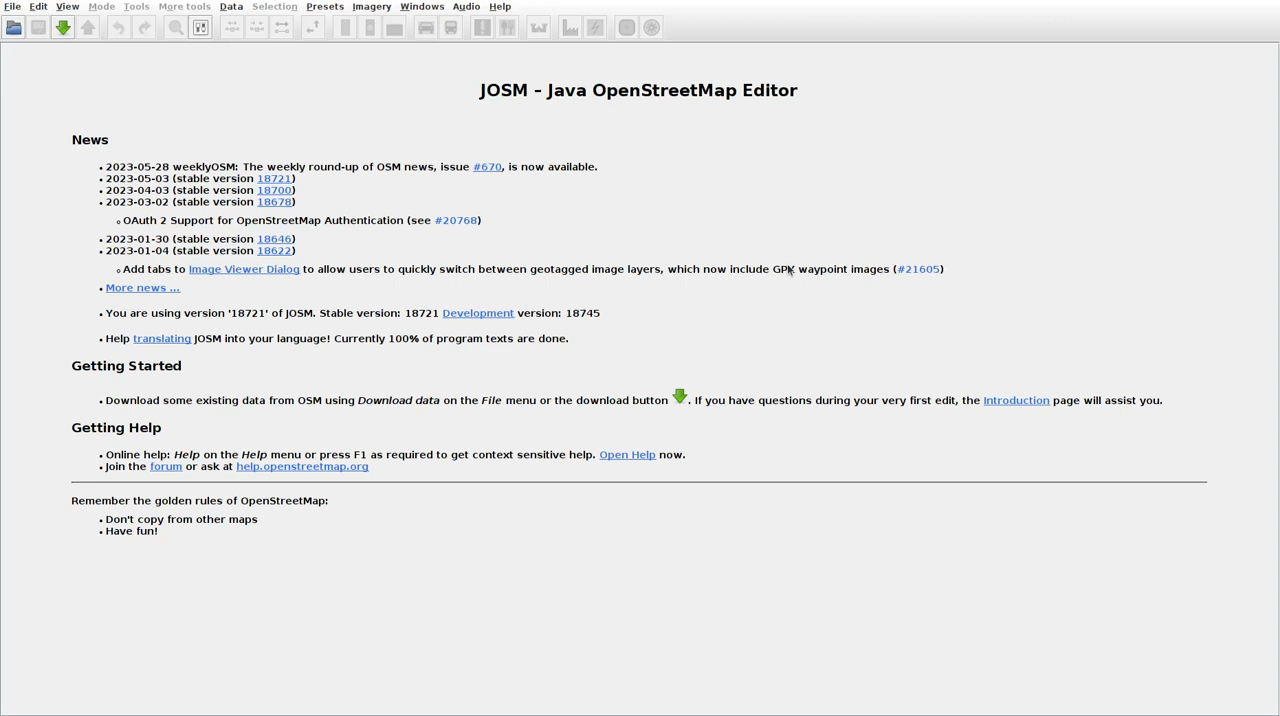 File Edit View Mode Tools More tools Data Selection Presets Imagery Windows Audio Help
JOSM – Java OpenStreetMap Editor
News
2023-05-28 weeklyOSM: The weekly round-up of OSM news, issue #670, is now available.
2023-05-03 (stable version 18721)
2023-04-03 (stable version 18700)
2023-03-02 (stable version 18678)
OAuth 2 Support for OpenStreetMap Authentication (see #20768)
2023-01-30 (stable version 18646)
2023-01-04 (stable version 18622)
Add tabs to Image Viewer Dialog to allow users to quickly switch between geotagged image layers, which now include GPX waypoint images (#21605)
More news ...
You are using version '18721' of JOSM. Stable version: 18721 Development version: 18745
Help translating JOSM into your language! Currently 100% of program texts are done.
Getting Started
Download some existing data from OSM using Download data on the File menu or the download button . If you have questions during your very first edit, the Introduction page will assist you.
Getting Help
Online help: Help on the Help menu or press F1 as required to get context sensitive help. Open Help now.
Join the forum or ask at help.openstreetmap.org
Remember the golden rules of OpenStreetMap:
Don't copy from other maps
Have fun!